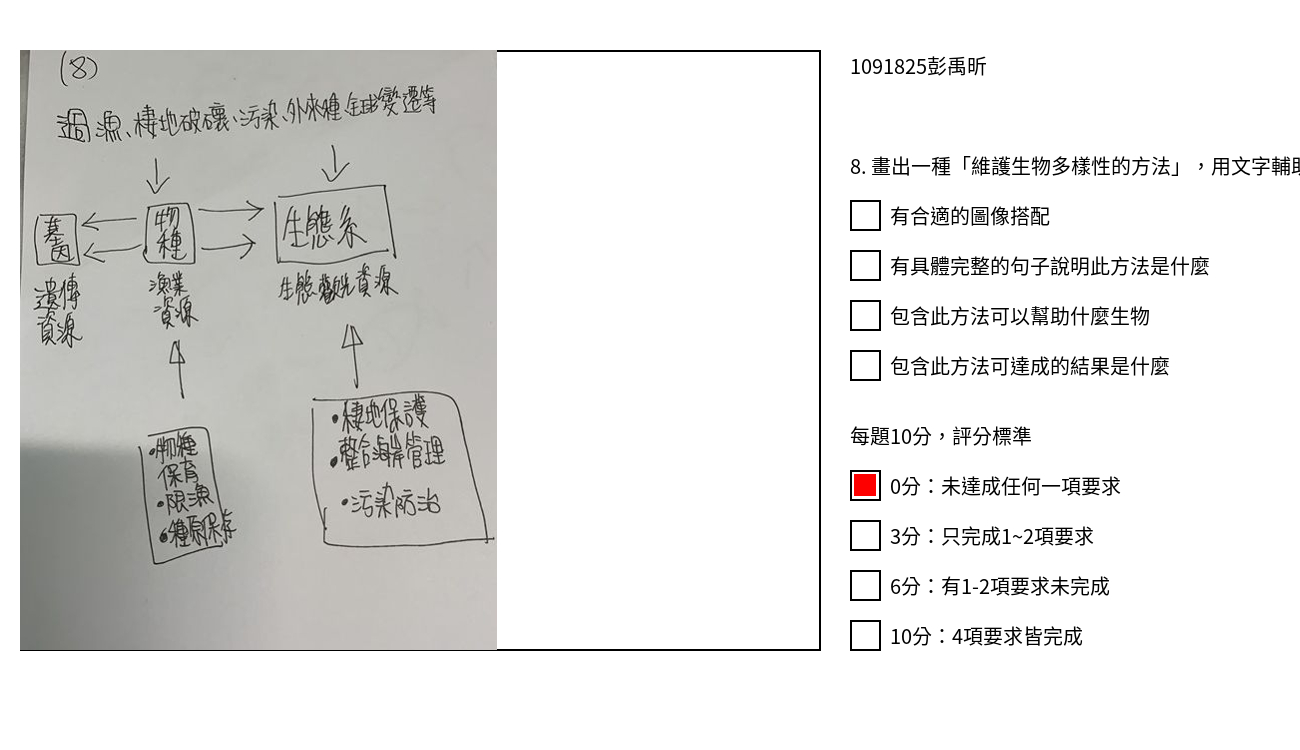 (8)
過漁、棲地破壞、污染、外來種、全球變遷等
基因
物種
生態系
遺傳資源
漁業資源
生態觀光資源
•物種保育
•限漁
•種原保存
•棲地保護
•整合海岸管理
•污染防治
1091825彭禹昕
8. 畫出一種「維護生物多樣性的方法」，用文字輔助
有合適的圖像搭配
有具體完整的句子說明此方法是什麼
包含此方法可以幫助什麼生物
包含此方法可達成的結果是什麼
每題10分，評分標準
0分：未達成任何一項要求
3分：只完成1~2項要求
6分：有1-2項要求未完成
10分：4項要求皆完成